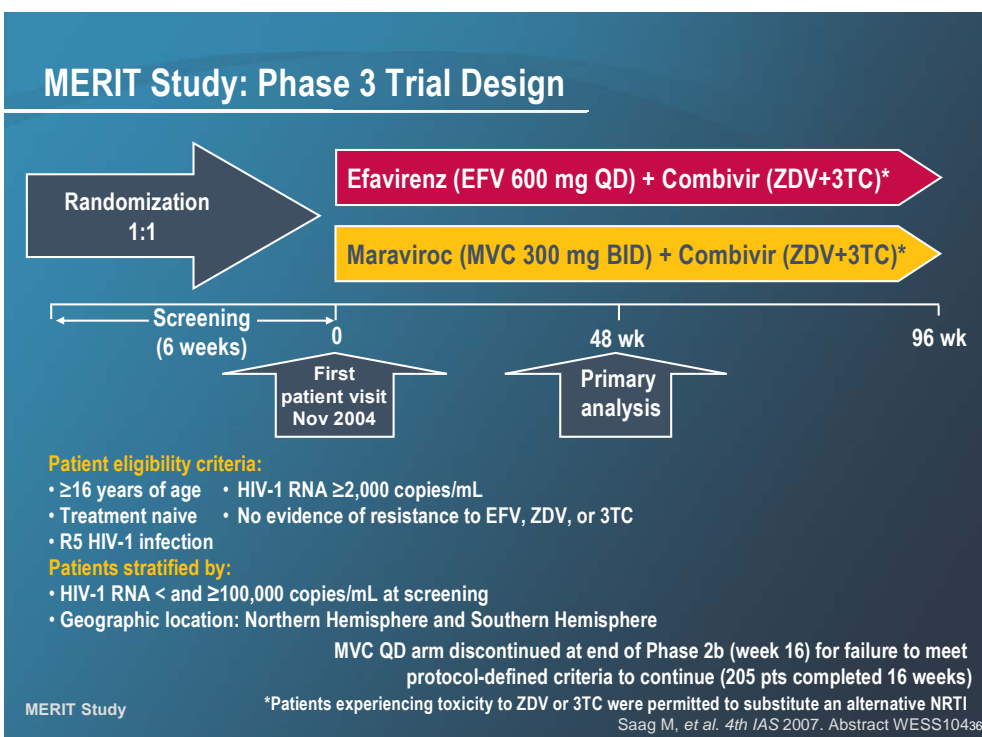 MERIT Study: Phase 3 Trial Design
Randomization
1:1
Efavirenz (EFV 600 mg QD) + Combivir (ZDV+3TC)*
Maraviroc (MVC 300 mg BID) + Combivir (ZDV+3TC)*
Screening
(6 weeks)
0
48 wk
96 wk
First
patient visit
Nov 2004
Primary
analysis
Patient eligibility criteria:
• ≥16 years of age • HIV-1 RNA ≥2,000 copies/mL
• Treatment naive • No evidence of resistance to EFV, ZDV, or 3TC
• R5 HIV-1 infection
Patients stratified by:
• HIV-1 RNA < and ≥100,000 copies/mL at screening
• Geographic location: Northern Hemisphere and Southern Hemisphere
MVC QD arm discontinued at end of Phase 2b (week 16) for failure to meet
protocol-defined criteria to continue (205 pts completed 16 weeks)
*Patients experiencing toxicity to ZDV or 3TC were permitted to substitute an alternative NRTI
MERIT Study
Saag M, et al. 4th IAS 2007. Abstract WESS104
36